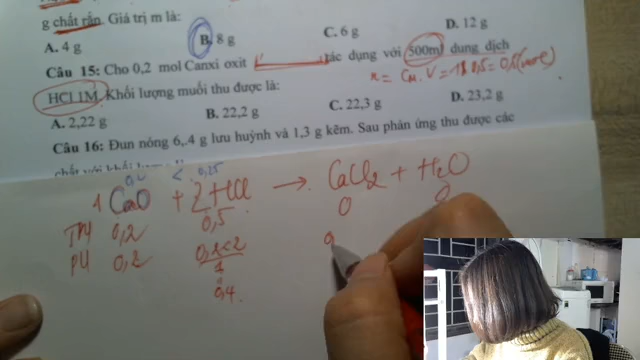 g chất rắn. Giá trị m là:
A. 4 g B. 8 g C. 6 g D. 12 g
Câu 15: Cho 0,2 mol Canxi oxit tác dụng với 500ml dung dịch
n = CM. V = 1. 0,5 = 0,5 (mol)
HCl 1M. Khối lượng muối thu được là:
A. 2,22 g B. 22,2 g C. 22,3 g D. 23,2 g
Câu 16: Đun nóng 6,.4 g lưu huỳnh và 1,3 g kẽm. Sau phản ứng thu được các
< 0,25
1 CaO + 2 HCl → CaCl2 + H2O
TPƯ 0,2 0,5 0 0
PƯ 0,2 0,2 x 2
1
0,4